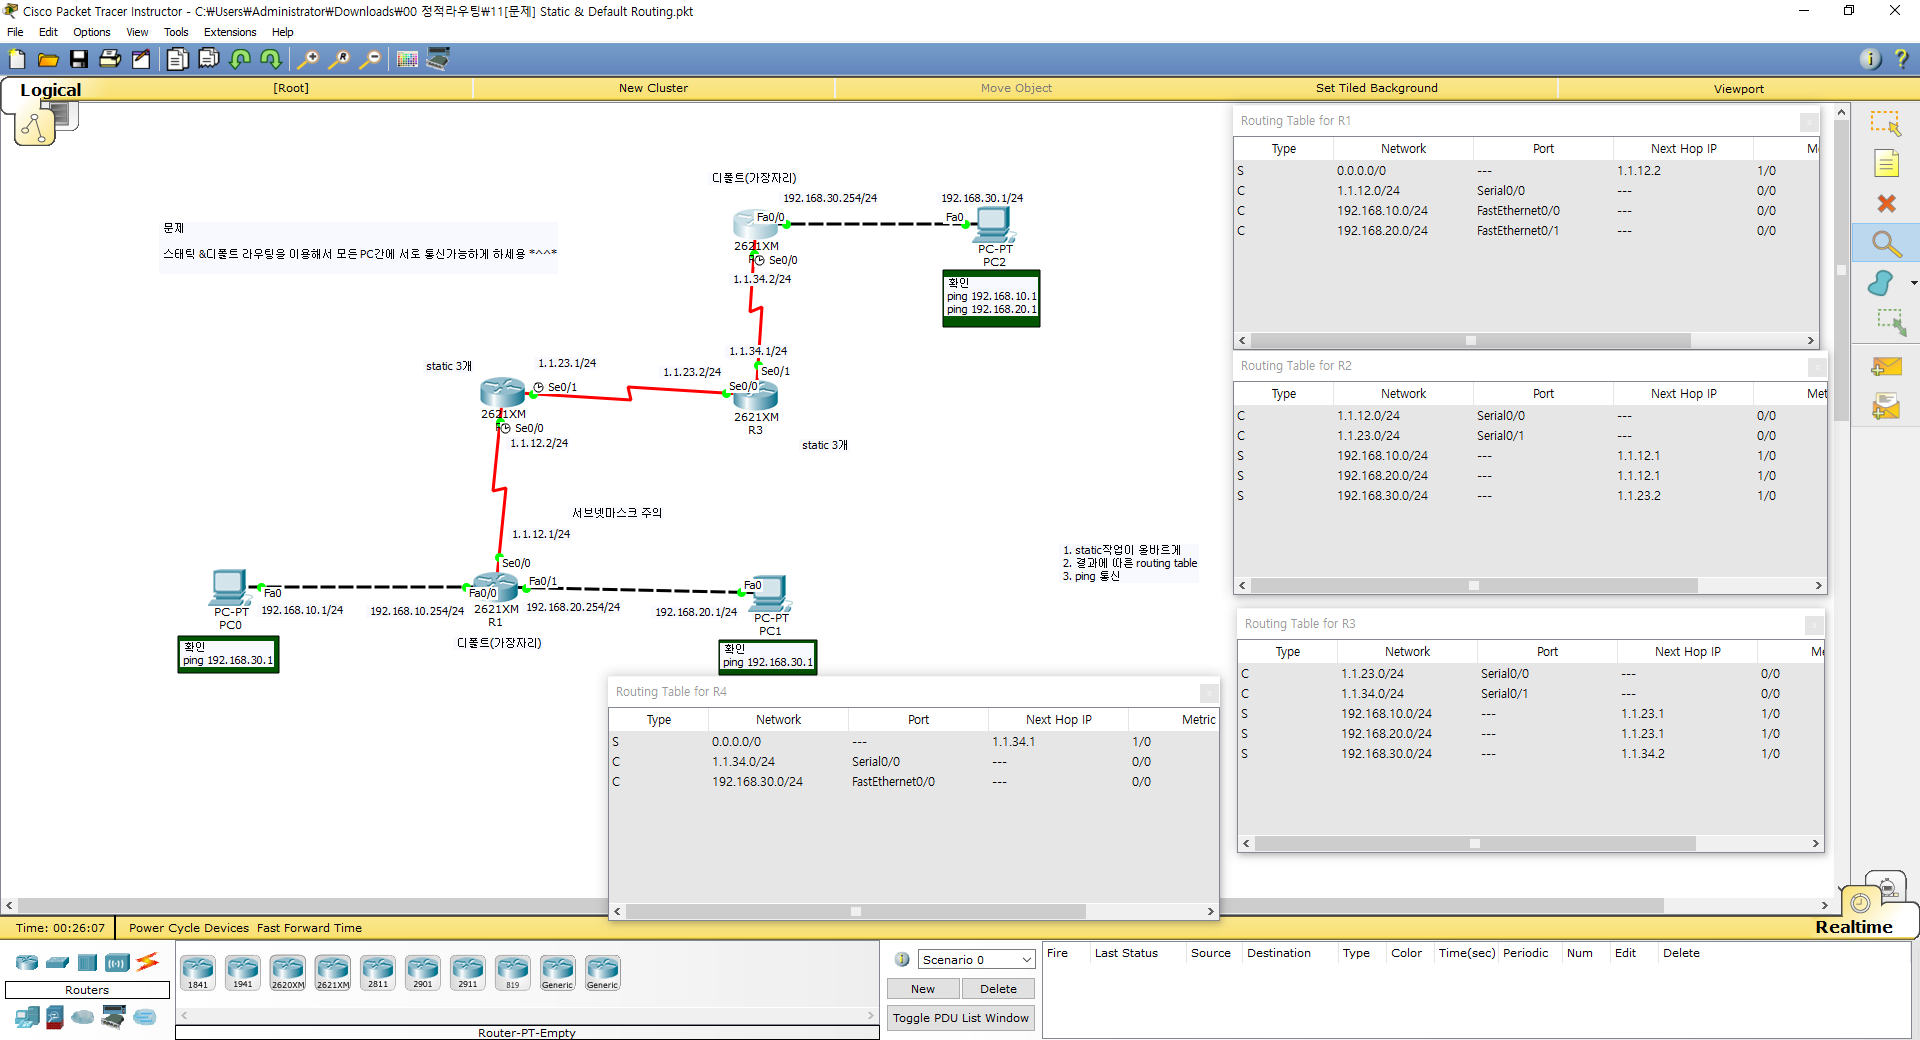 Cisco Packet Tracer Instructor - C:₩Users₩Administrator₩Downloads₩00 정적라우팅₩11[문제] Static & Default Routing.pkt
File Edit Options View Tools Extensions Help
Logical [Root] New Cluster Move Object Set Tiled Background Viewport
문제
스태틱 &디폴트 라우팅을 이용해서 모든 PC간에 서로 통신가능하게 하세용 *^^*
디폴트(가장자리)
192.168.30.254/24
192.168.30.1/24
Fa0/0
Fa0
2621XM
Se0/0
1.1.34.2/24
PC-PT
PC2
확인
ping 192.168.10.1
ping 192.168.20.1
static 3개
1.1.23.1/24
Se0/1
2621XM
Se0/0
1.1.12.2/24
1.1.34.1/24
Se0/1
1.1.23.2/24
Se0/0
2621XM
R3
static 3개
서브넷마스크 주의
1.1.12.1/24
Se0/0
Fa0/1
Fa0/0
2621XM
R1
디폴트(가장자리)
Fa0
PC-PT
PC0
192.168.10.1/24
192.168.10.254/24
192.168.20.254/24
192.168.20.1/24
Fa0
PC-PT
PC1
확인
ping 192.168.30.1
확인
ping 192.168.30.1
1. static작업이 올바르게
2. 결과에 따른 routing table
3. ping 통신
Routing Table for R1
Type Network Port Next Hop IP M
S 0.0.0.0/0 --- 1.1.12.2 1/0
C 1.1.12.0/24 Serial0/0 --- 0/0
C 192.168.10.0/24 FastEthernet0/0 --- 0/0
C 192.168.20.0/24 FastEthernet0/1 --- 0/0
Routing Table for R2
Type Network Port Next Hop IP Met
C 1.1.12.0/24 Serial0/0 --- 0/0
C 1.1.23.0/24 Serial0/1 --- 0/0
S 192.168.10.0/24 --- 1.1.12.1 1/0
S 192.168.20.0/24 --- 1.1.12.1 1/0
S 192.168.30.0/24 --- 1.1.23.2 1/0
Routing Table for R3
Type Network Port Next Hop IP Me
C 1.1.23.0/24 Serial0/0 --- 0/0
C 1.1.34.0/24 Serial0/1 --- 0/0
S 192.168.10.0/24 --- 1.1.23.1 1/0
S 192.168.20.0/24 --- 1.1.23.1 1/0
S 192.168.30.0/24 --- 1.1.34.2 1/0
Routing Table for R4
Type Network Port Next Hop IP Metric
S 0.0.0.0/0 --- 1.1.34.1 1/0
C 1.1.34.0/24 Serial0/0 --- 0/0
C 192.168.30.0/24 FastEthernet0/0 --- 0/0
Time: 00:26:07 Power Cycle Devices Fast Forward Time
Realtime
Routers
1841 1941 2620XM 2621XM 2811 2901 2911 819 Generic Generic
Router-PT-Empty
Scenario 0
New Delete
Toggle PDU List Window
Fire Last Status Source Destination Type Color Time(sec) Periodic Num Edit Delete